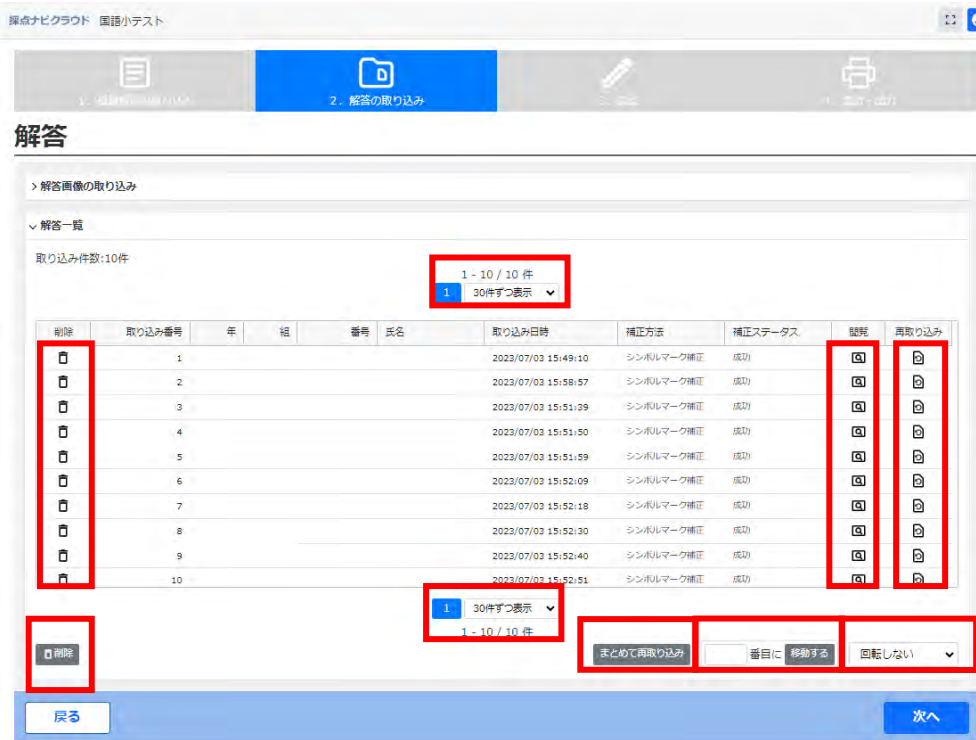 採点ナビクラウド 国語小テスト
2. 解答の取り込み
解答
解答画像の取り込み
解答一覧
取り込み件数:10件
1 - 10 / 10 件
1 30件ずつ表示
削除 取り込み番号 年 組 番号 氏名 取り込み日時 補正方法 補正ステータス 閲覧 再取り込み
1 2023/07/03 15:49:10 シンボルマーク補正 成功
2 2023/07/03 15:58:57 シンボルマーク補正 成功
3 2023/07/03 15:51:39 シンボルマーク補正 成功
4 2023/07/03 15:51:50 シンボルマーク補正 成功
5 2023/07/03 15:51:59 シンボルマーク補正 成功
6 2023/07/03 15:52:09 シンボルマーク補正 成功
7 2023/07/03 15:52:18 シンボルマーク補正 成功
8 2023/07/03 15:52:30 シンボルマーク補正 成功
9 2023/07/03 15:52:40 シンボルマーク補正 成功
10 2023/07/03 15:52:51 シンボルマーク補正 成功
1 30件ずつ表示
1 - 10 / 10 件
削除 まとめて再取り込み 番目に 移動する 回転しない
戻る 次へ